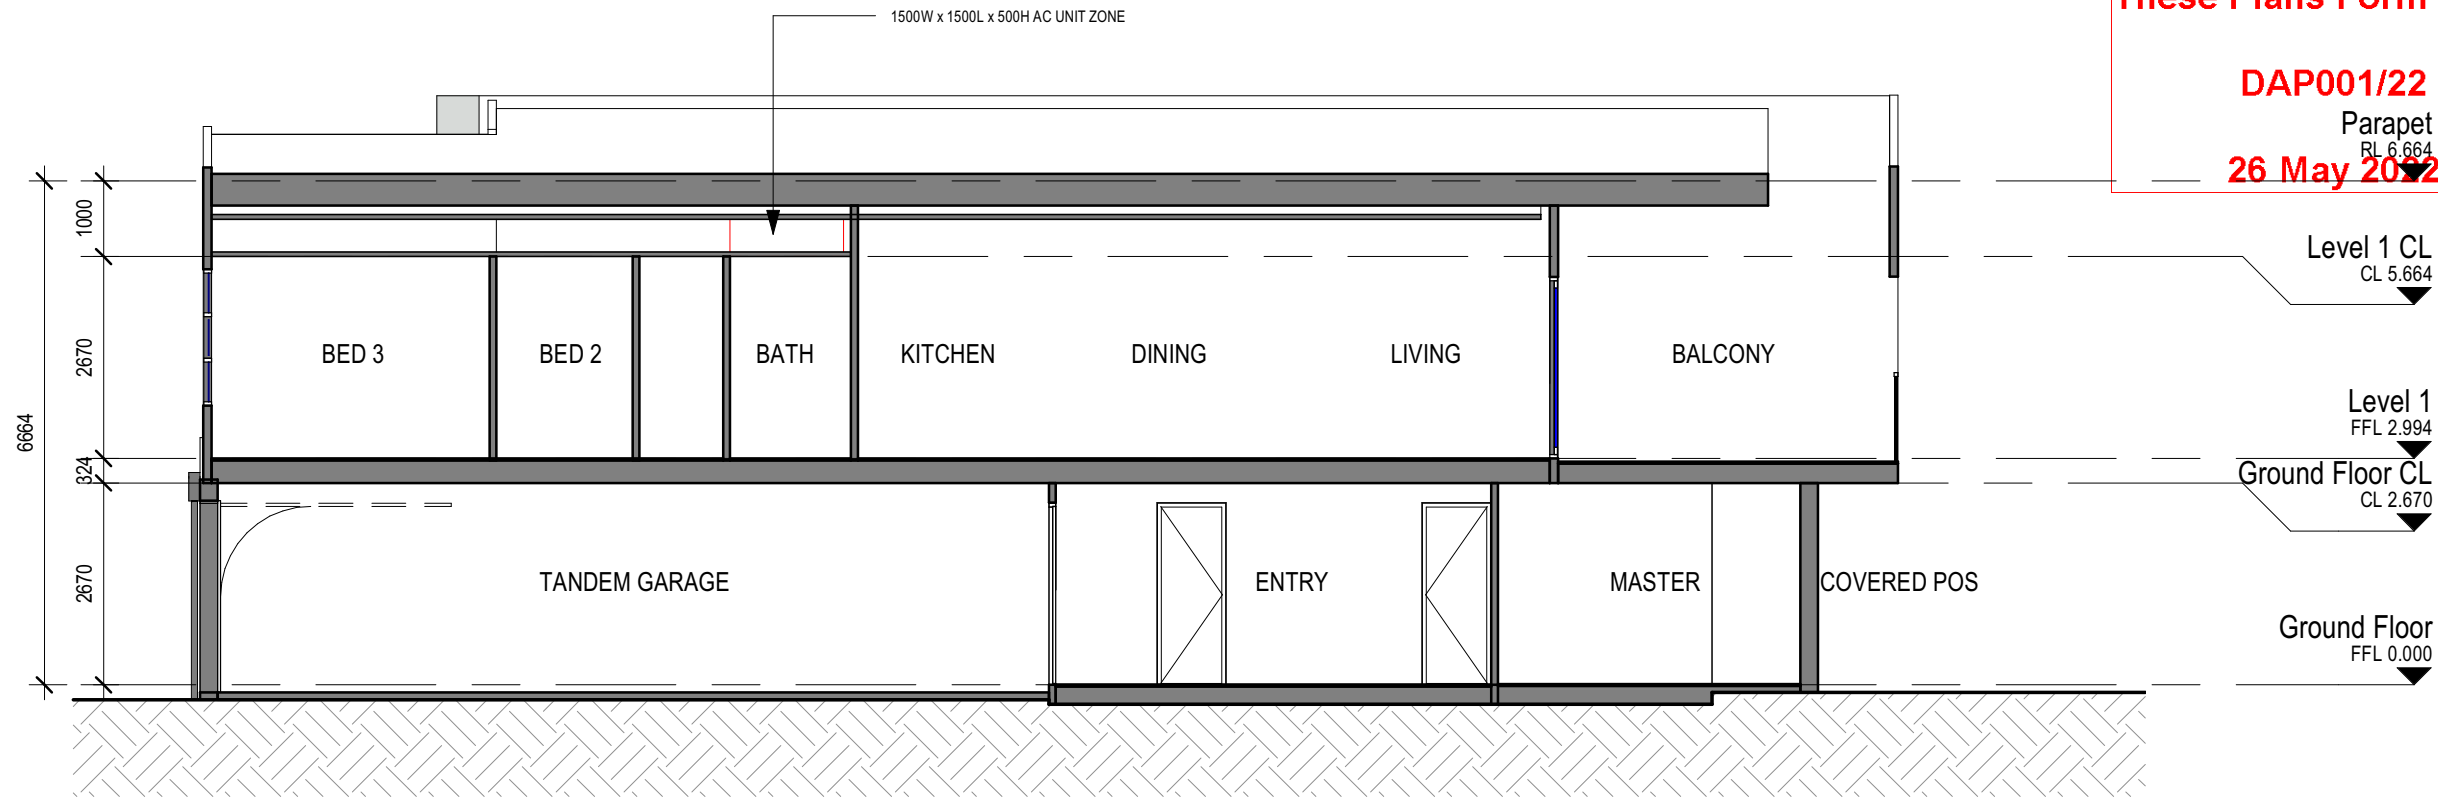 1500W x 1500L x 500H AC UNIT ZONE
These Plans Form
DAP001/22
Parapet
RL 6.664
26 May 2022
Level 1 CL
CL 5.664
Level 1
FFL 2.994
Ground Floor CL
CL 2.670
Ground Floor
FFL 0.000
1000
2670
6664
324
2670
BED 3
BED 2
BATH
KITCHEN
DINING
LIVING
BALCONY
TANDEM GARAGE
ENTRY
MASTER
COVERED POS